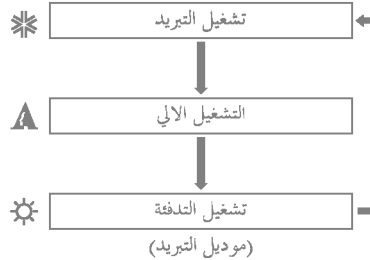 تشغيل التبريد
التشغيل الالي
تشغيل التدفئة
(موديل التبريد)